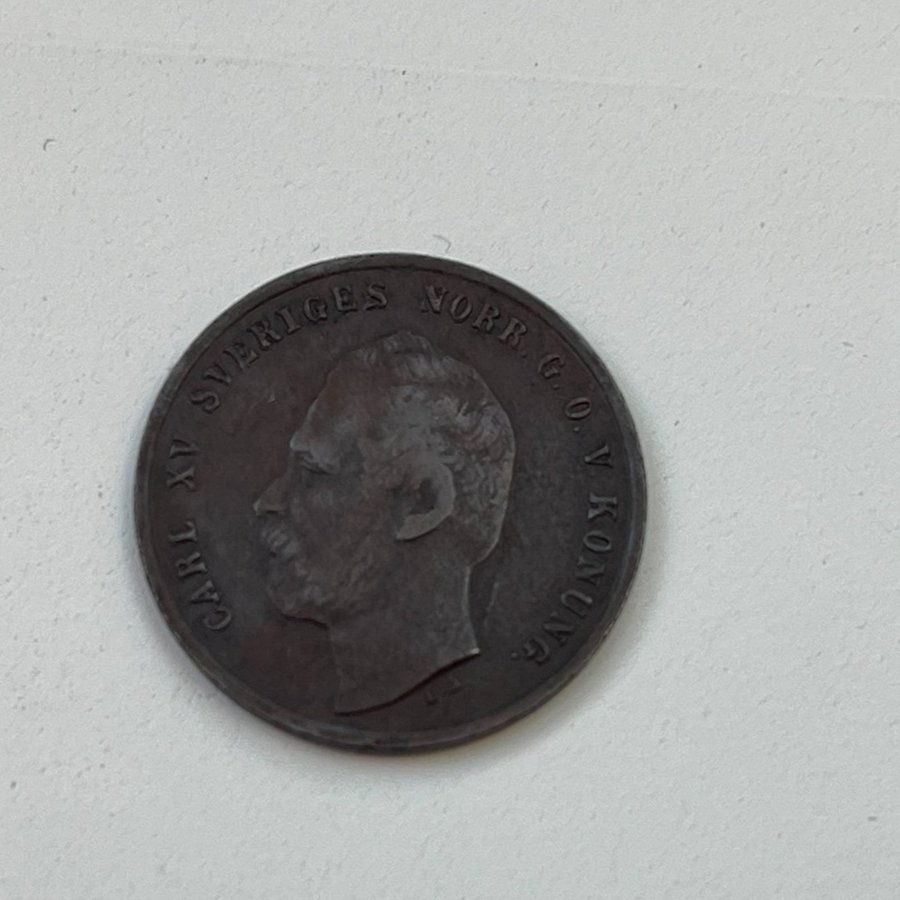 CARL XV SVERIGES NORR. G. O. V KONUNG.